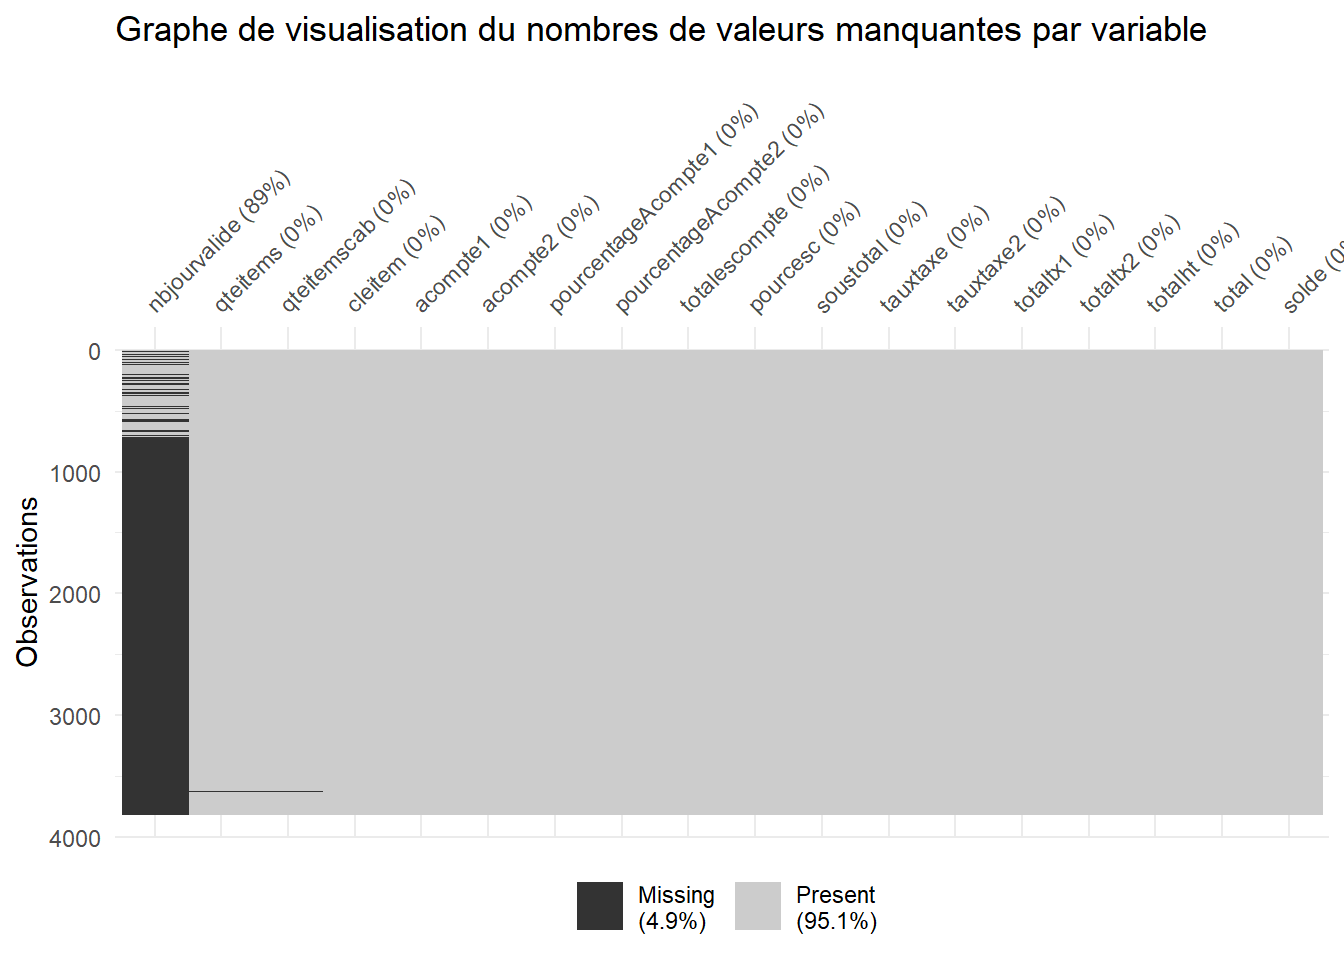 Graphe de visualisation du nombres de valeurs manquantes par variable
nbjourvalide (89%)
qteitems (0%)
qteitemscab (0%)
cleitem (0%)
acompte1 (0%)
acompte2 (0%)
pourcentageAcompte1 (0%)
pourcentageAcompte2 (0%)
totalescompte (0%)
pourcesc (0%)
soustotal (0%)
tauxtaxe (0%)
tauxtaxe2 (0%)
totaltx1 (0%)
totaltx2 (0%)
totalht (0%)
total (0%)
solde (0%
0
1000
2000
3000
4000
Observations
Missing
(4.9%)
Present
(95.1%)